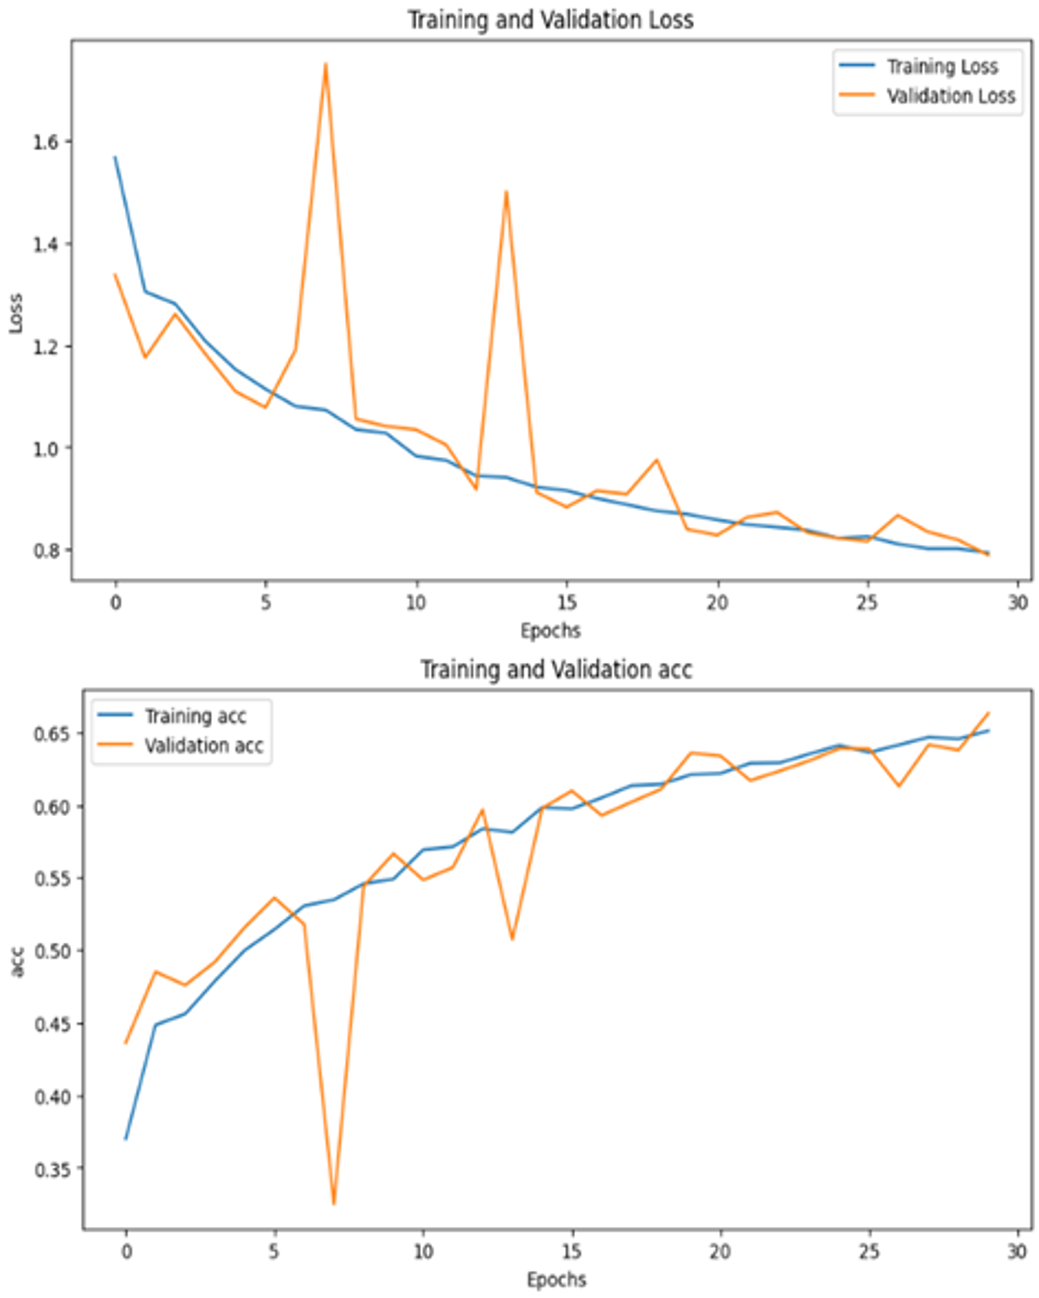 Training and Validation Loss
Training Loss
Validation Loss
1.6
1.4
1.2
1.0
0.8
Loss
0 5 10 15 20 25 30
Epochs
Training and Validation acc
Training acc
Validation acc
0.65
0.60
0.55
0.50
0.45
0.40
0.35
acc
0 5 10 15 20 25 30
Epochs